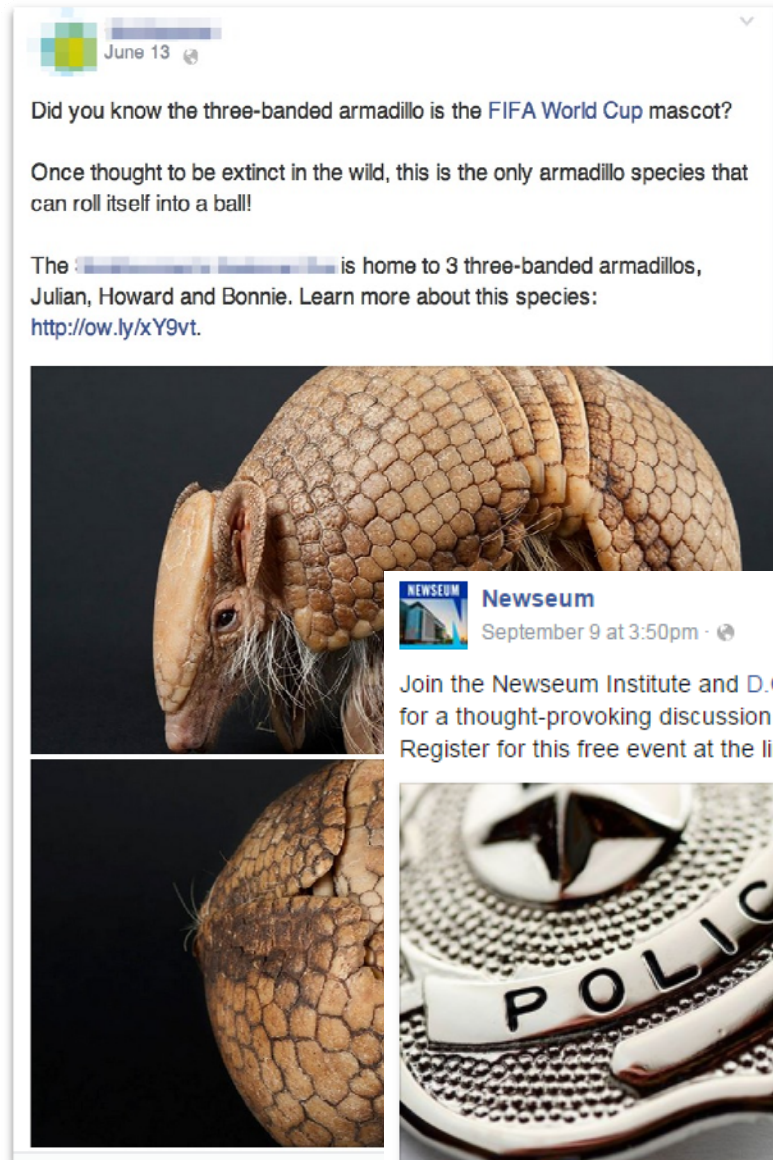 June 13
Did you know the three-banded armadillo is the FIFA World Cup mascot?
Once thought to be extinct in the wild, this is the only armadillo species that
can roll itself into a ball!
The is home to 3 three-banded armadillos,
Julian, Howard and Bonnie. Learn more about this species:
http://ow.ly/xY9vt.
NEWSEUM
Newseum
September 9 at 3:50pm ·
Join the Newseum Institute and D.
for a thought-provoking discussion
Register for this free event at the
POLIC